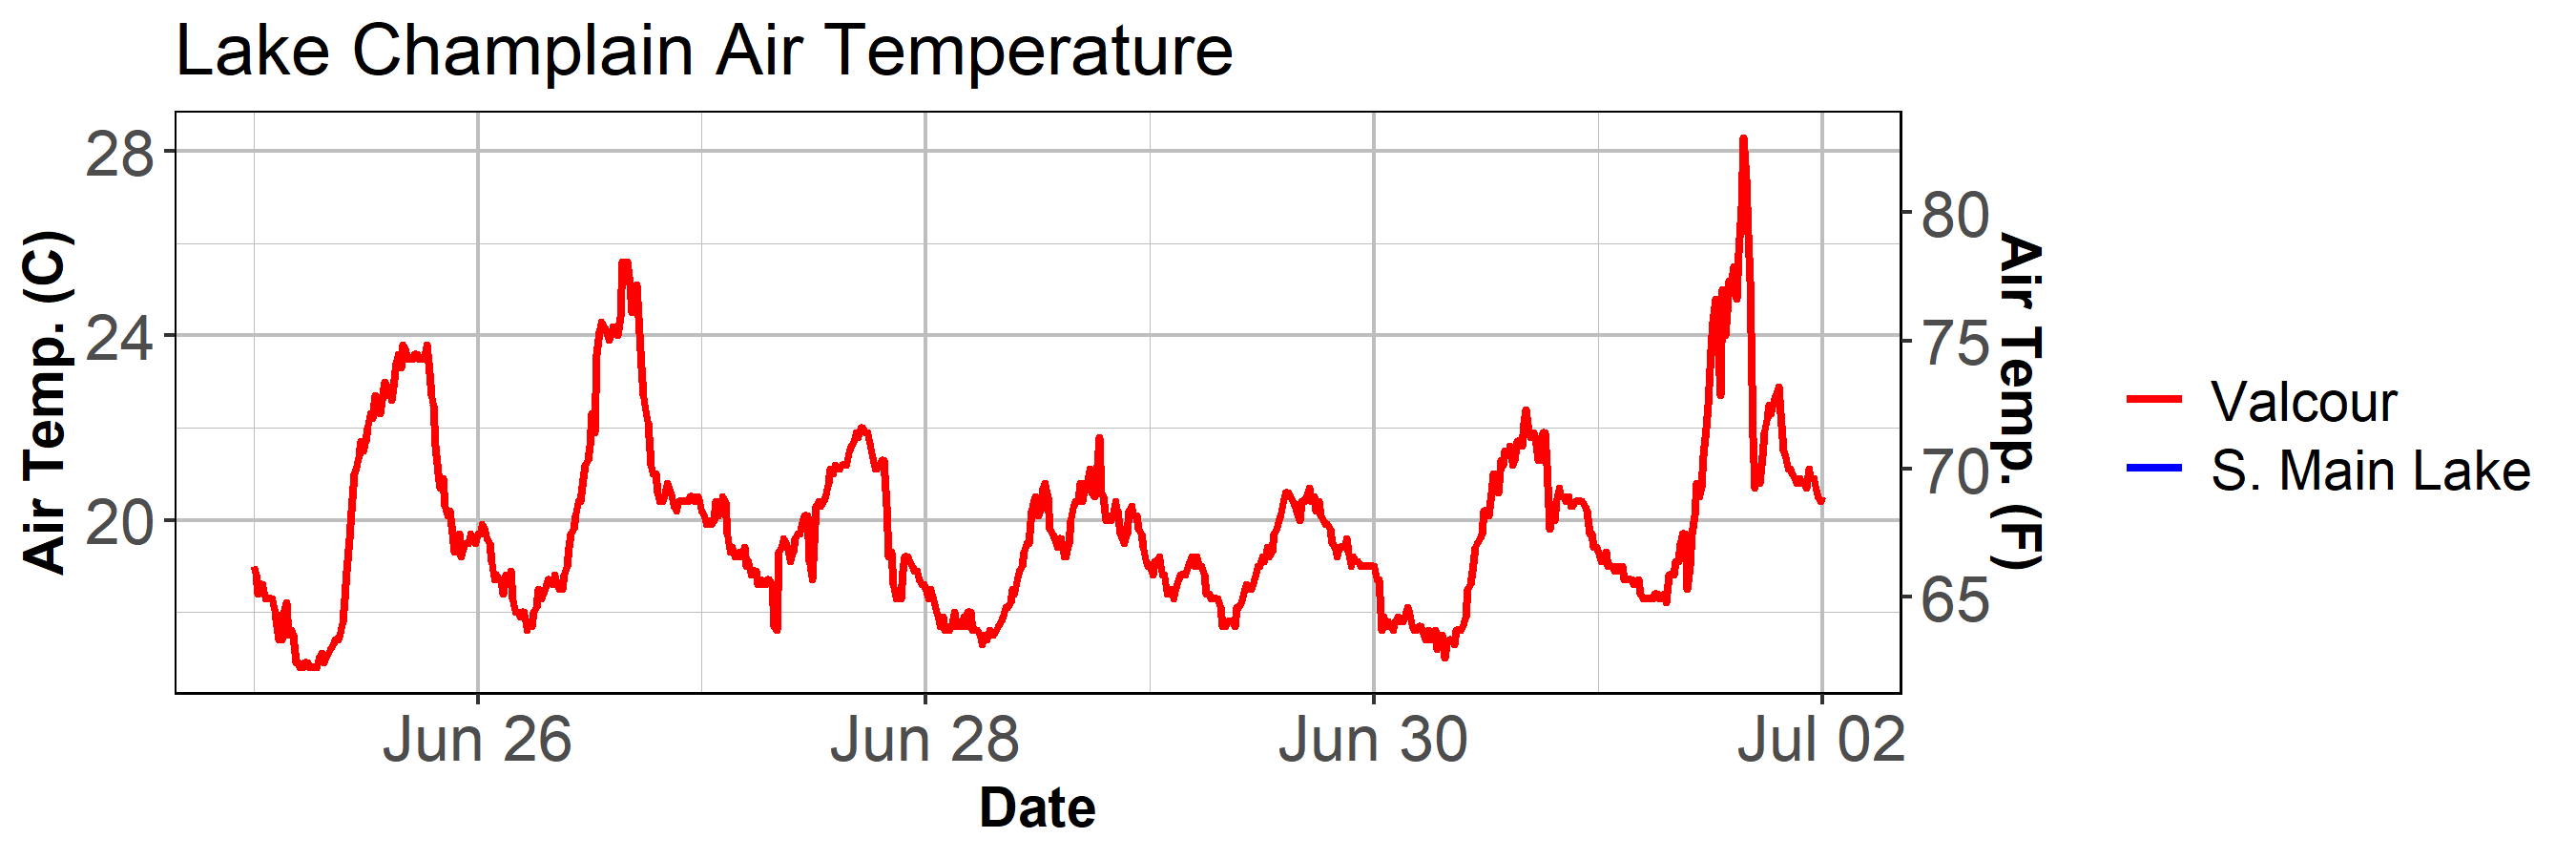 Lake Champlain Air Temperature
28
24
20
Air Temp. (C)
80
75
70
65
Air Temp. (F)
Jun 26
Jun 28
Jun 30
Jul 02
Date
Valcour
S. Main Lake